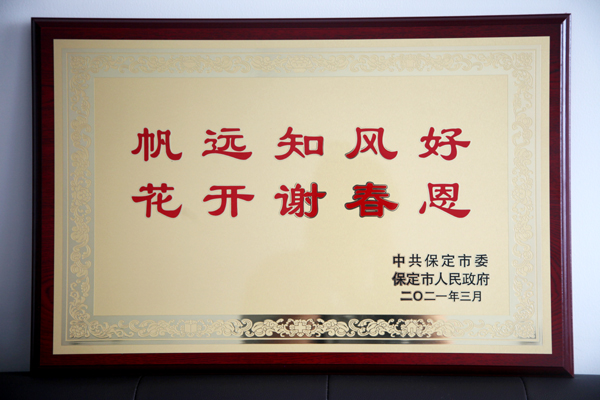 帆远知风好
花开谢春恩
中共保定市委
保定市人民政府
二〇二一年三月